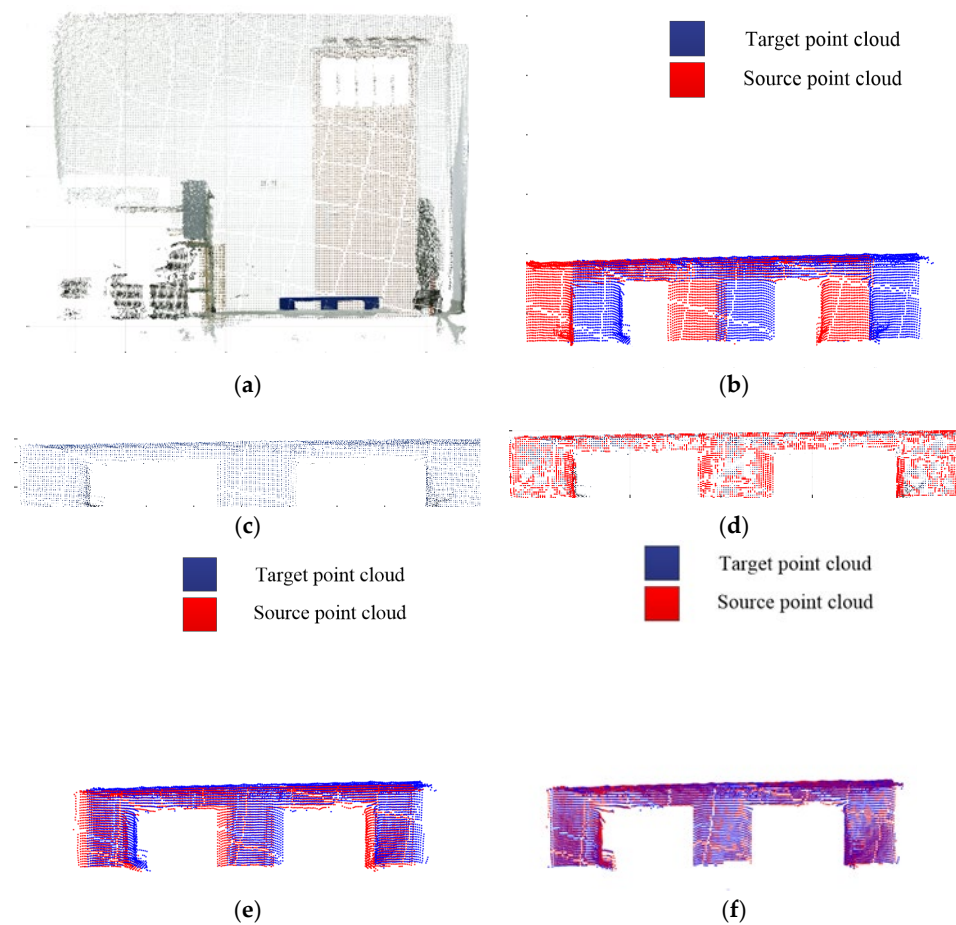 Target point cloud
Source point cloud
(a)
(b)
(c)
(d)
Target point cloud
Source point cloud
Target point cloud
Source point cloud
(e)
(f)